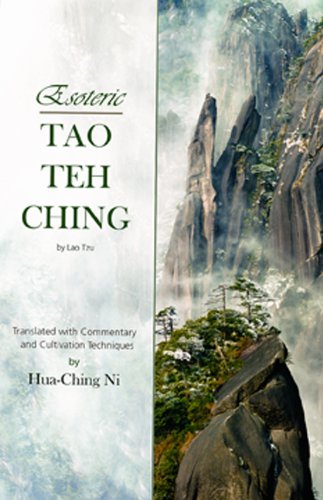 Esoteric
TAO
TEH
CHING
by Lao Tzu
Translated with Commentary
and Cultivation Techniques
by
Hua-Ching Ni